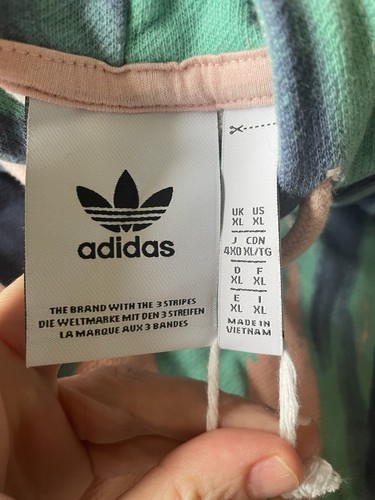 adidas
THE BRAND WITH THE 3 STRIPES
DIE WELTMARKE MIT DEN 3 STREIFEN
LA MARQUE AUX 3 BANDES
UK US
XL XL
J CDN
4XO XL/TG
D F
XL XL
E I
XL XL
MADE IN
VIETNAM